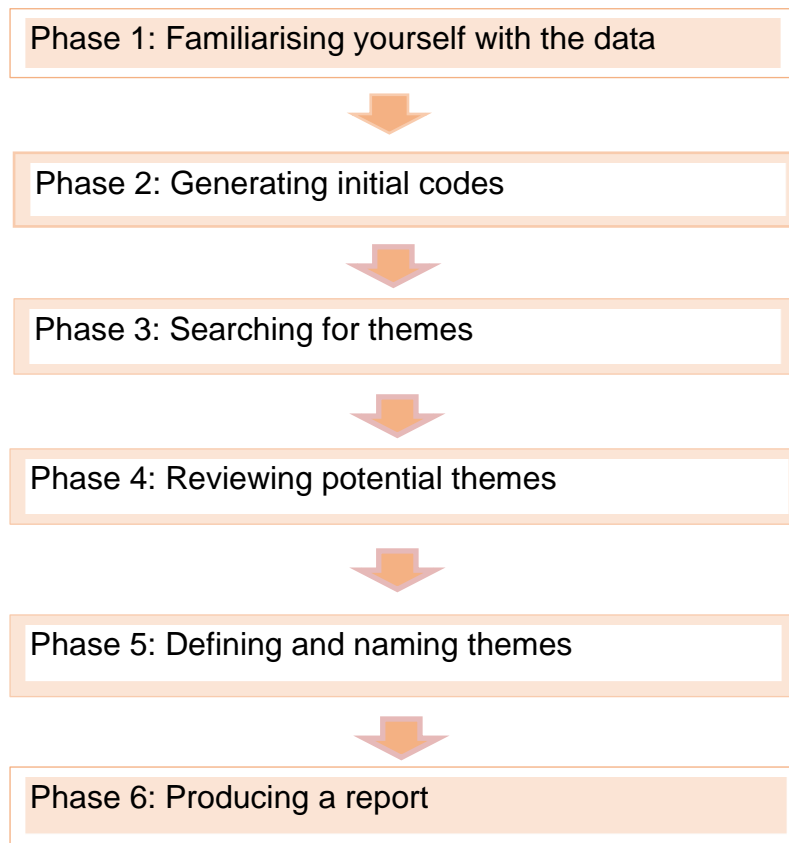 Phase 1: Familiarising yourself with the data
Phase 2: Generating initial codes
Phase 3: Searching for themes
Phase 4: Reviewing potential themes
Phase 5: Defining and naming themes
Phase 6: Producing a report